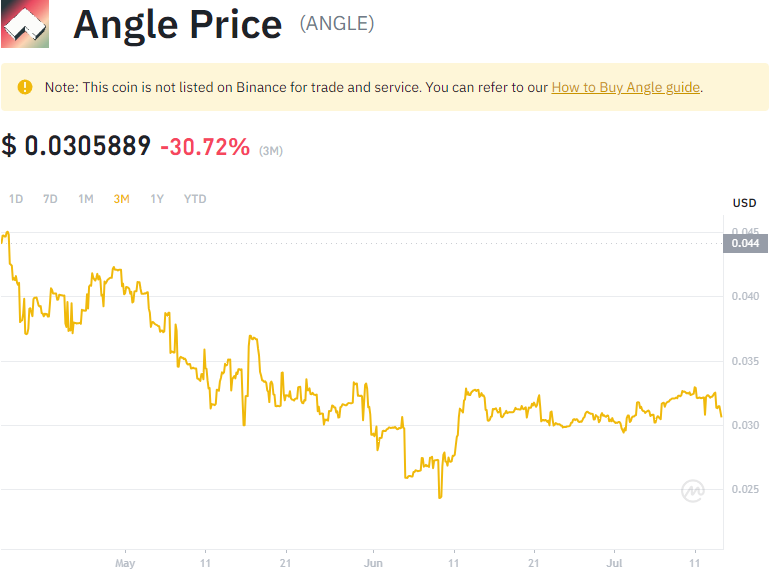 Angle Price (ANGLE)
Note: This coin is not listed on Binance for trade and service. You can refer to our How to Buy Angle guide.
$ 0.0305889 -30.72% (3M)
1D 7D 1M 3M 1Y YTD
USD
0.045
0.044
0.040
0.035
0.030
0.025
May 11 21 Jun 11 21 Jul 11